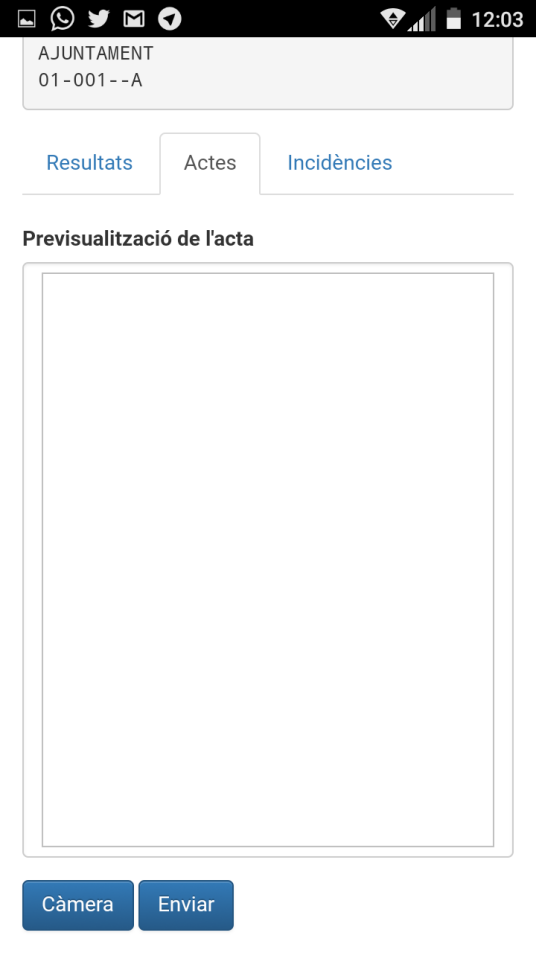 12:03
AJUNTAMENT
01-001--A
Resultats Actes Incidències
Previsualització de l'acta
Càmera Enviar